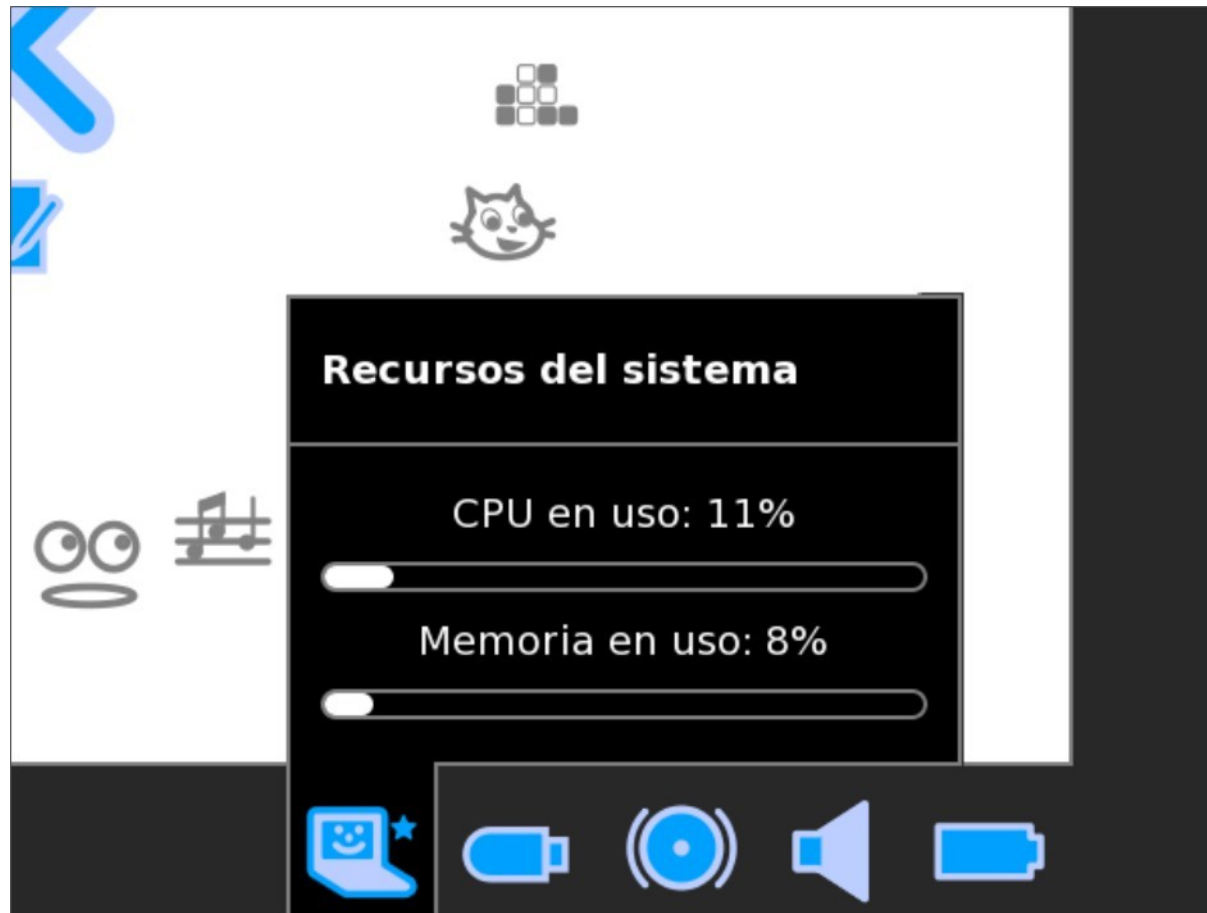 Recursos del sistema
CPU en uso: 11%
Memoria en uso: 8%